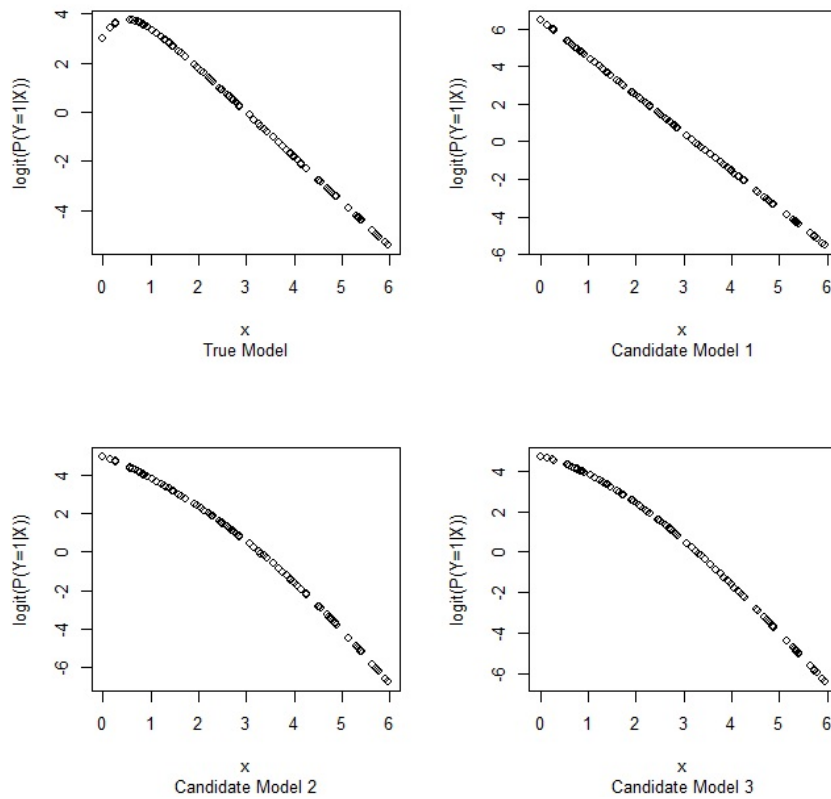 logit(P(Y=1|X))
4
2
0
-2
-4
0 1 2 3 4 5 6
x
True Model
logit(P(Y=1|X))
6
4
2
0
-2
-4
-6
0 1 2 3 4 5 6
x
Candidate Model 1
logit(P(Y=1|X))
4
2
0
-2
-4
-6
0 1 2 3 4 5 6
x
Candidate Model 2
logit(P(Y=1|X))
4
2
0
-2
-4
-6
0 1 2 3 4 5 6
x
Candidate Model 3